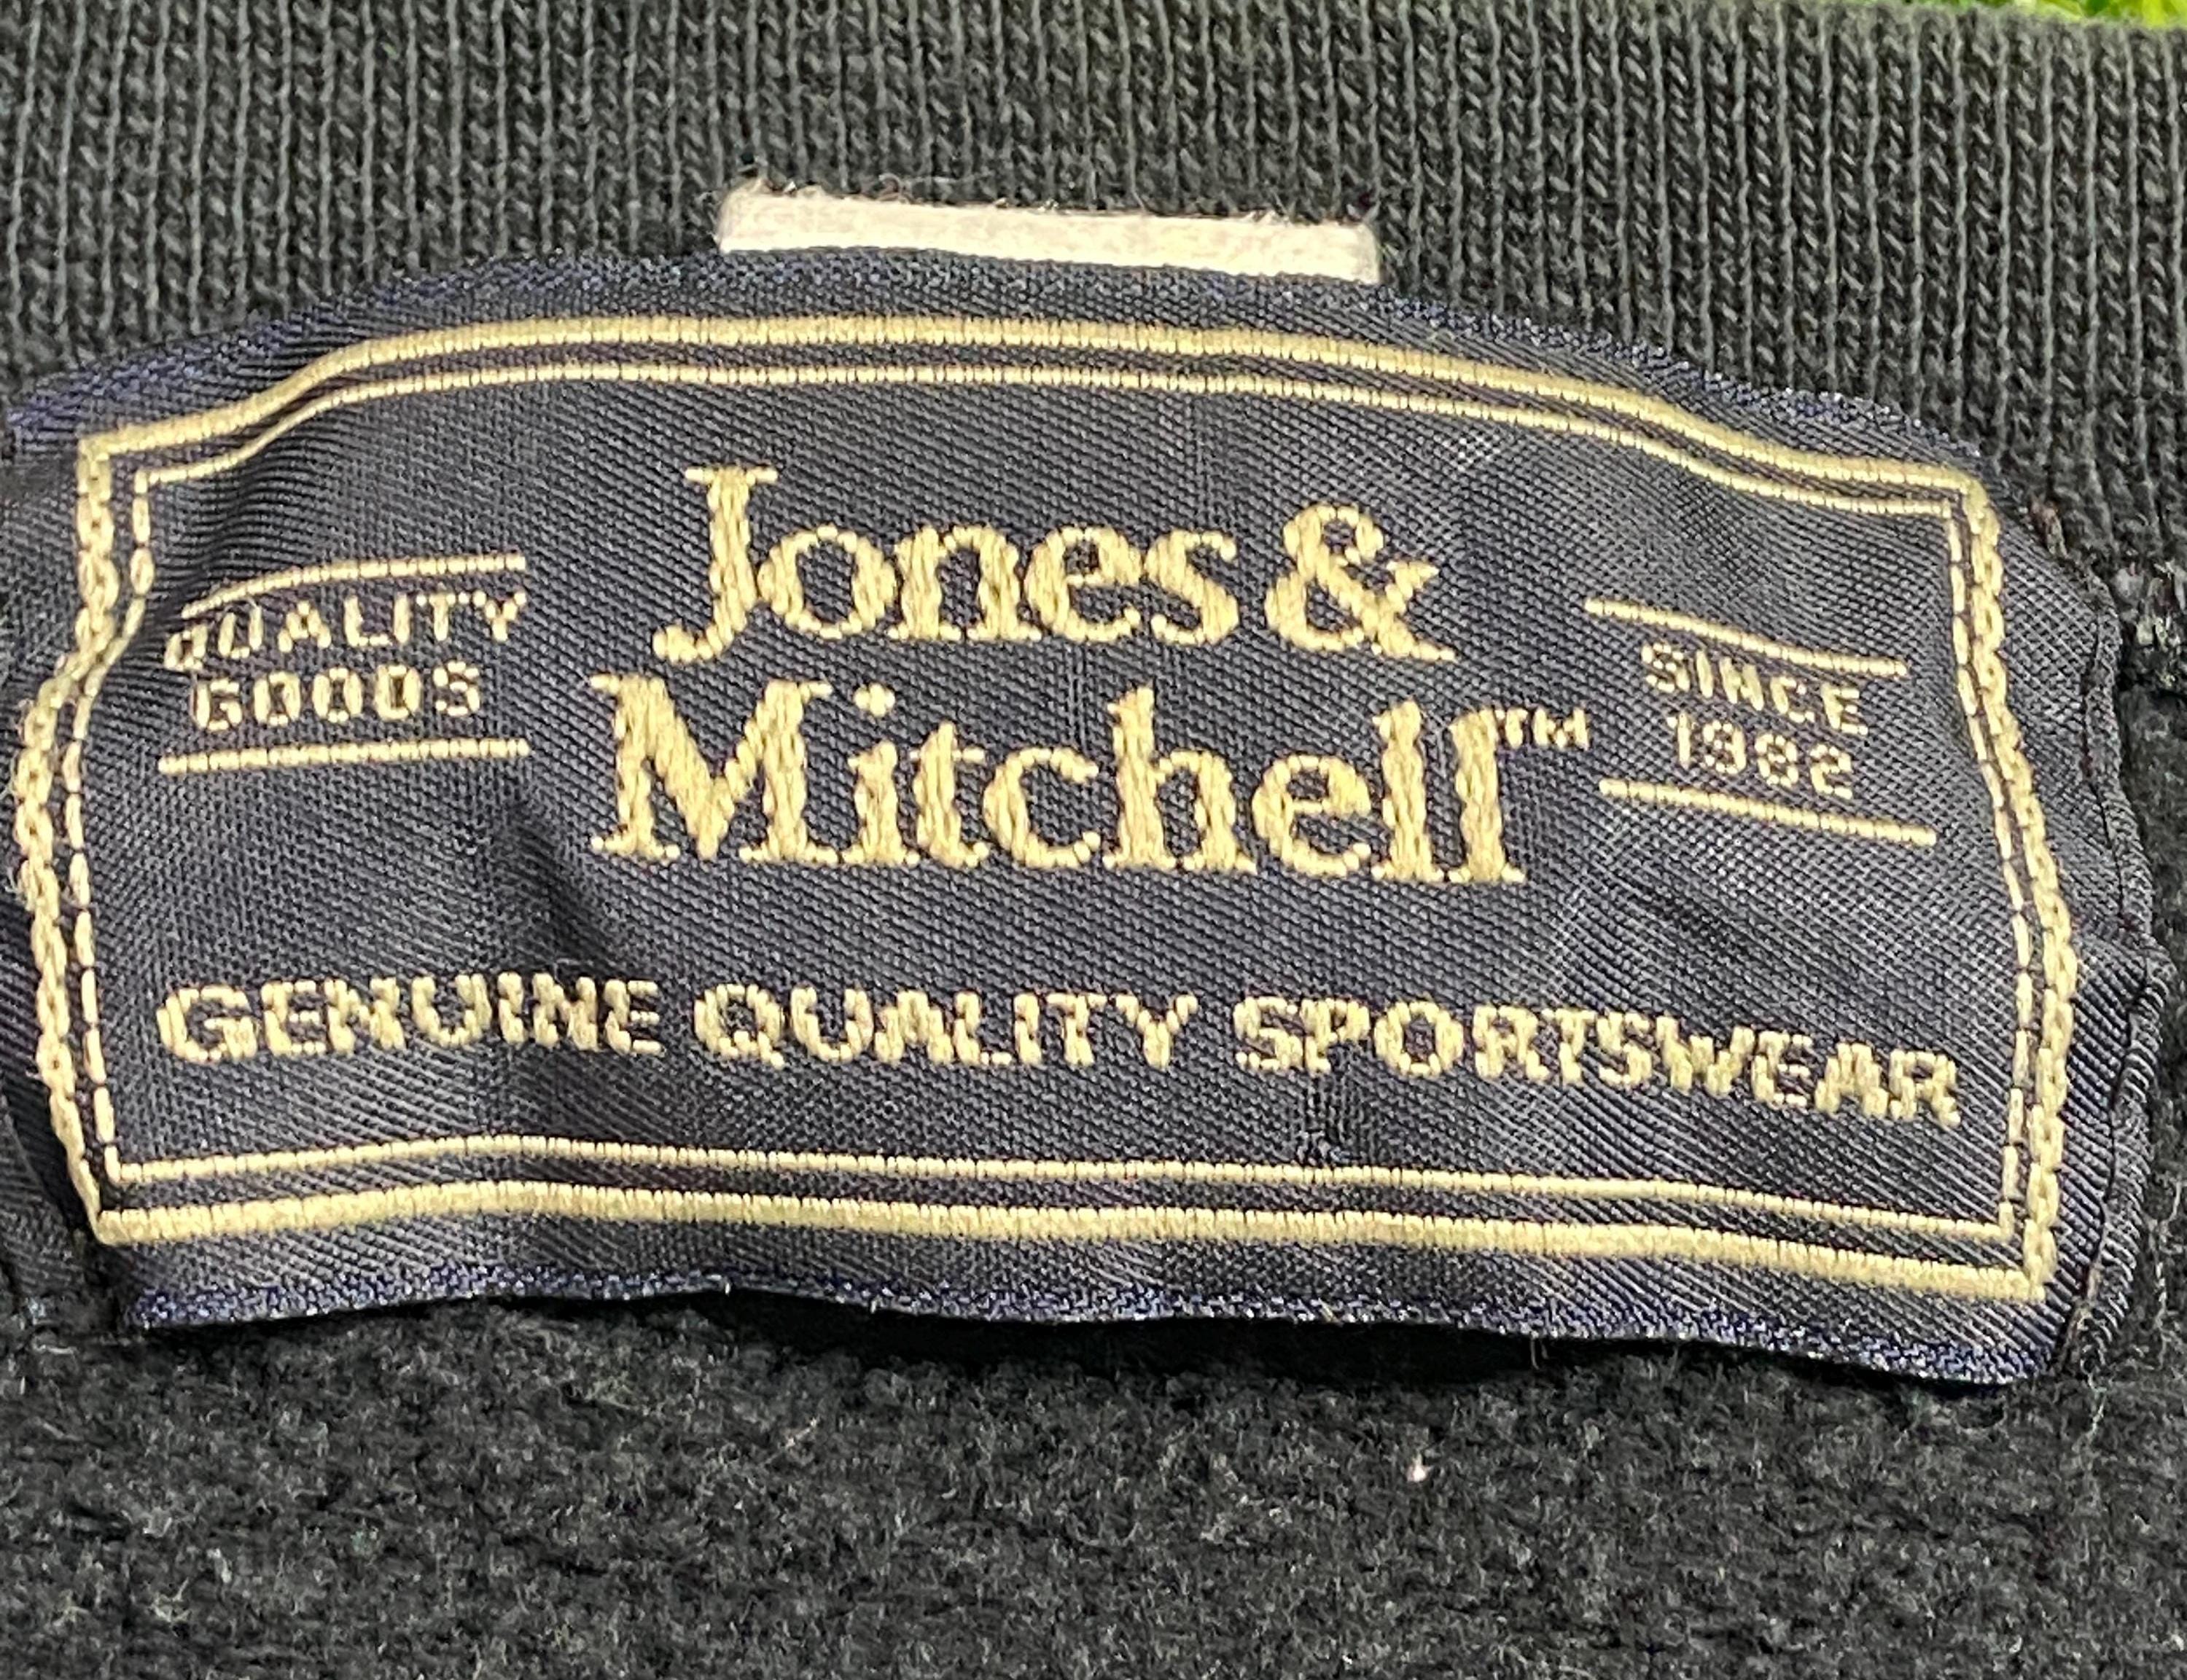 Jones &
Mitchell™
QUALITY
GOODS
SINCE
1982
GENUINE QUALITY SPORTSWEAR